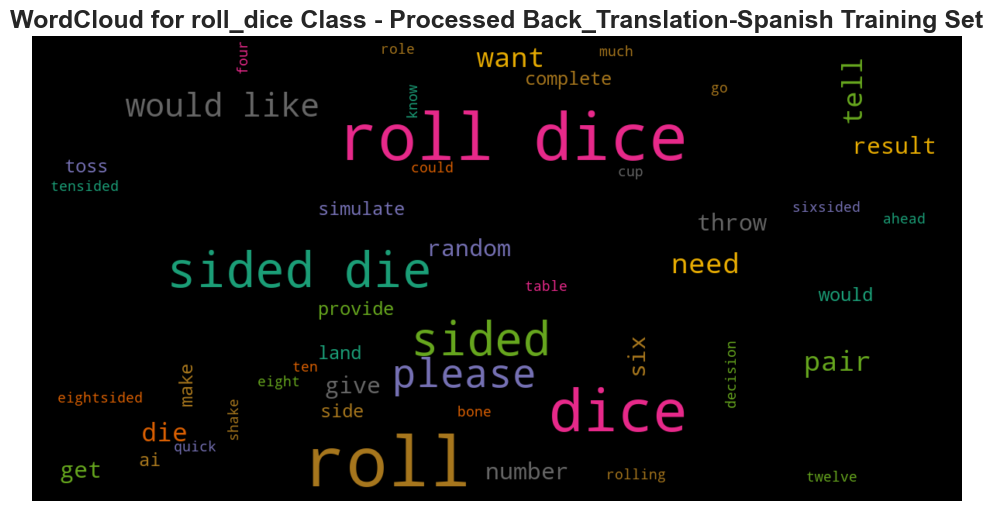 WordCloud for roll_dice Class - Processed Back_Translation-Spanish Training Set
four
role
want
much
complete
go
tell
would like
know
roll dice
result
toss
could
cup
tensided
simulate
sixsided
throw
ahead
random
sided die
need
table
would
provide
sided
land
six
decision
pair
ten
please
eight
give
make
eightsided
shake
side
bone
dice
die
quick
roll
ai
get
number
rolling
twelve